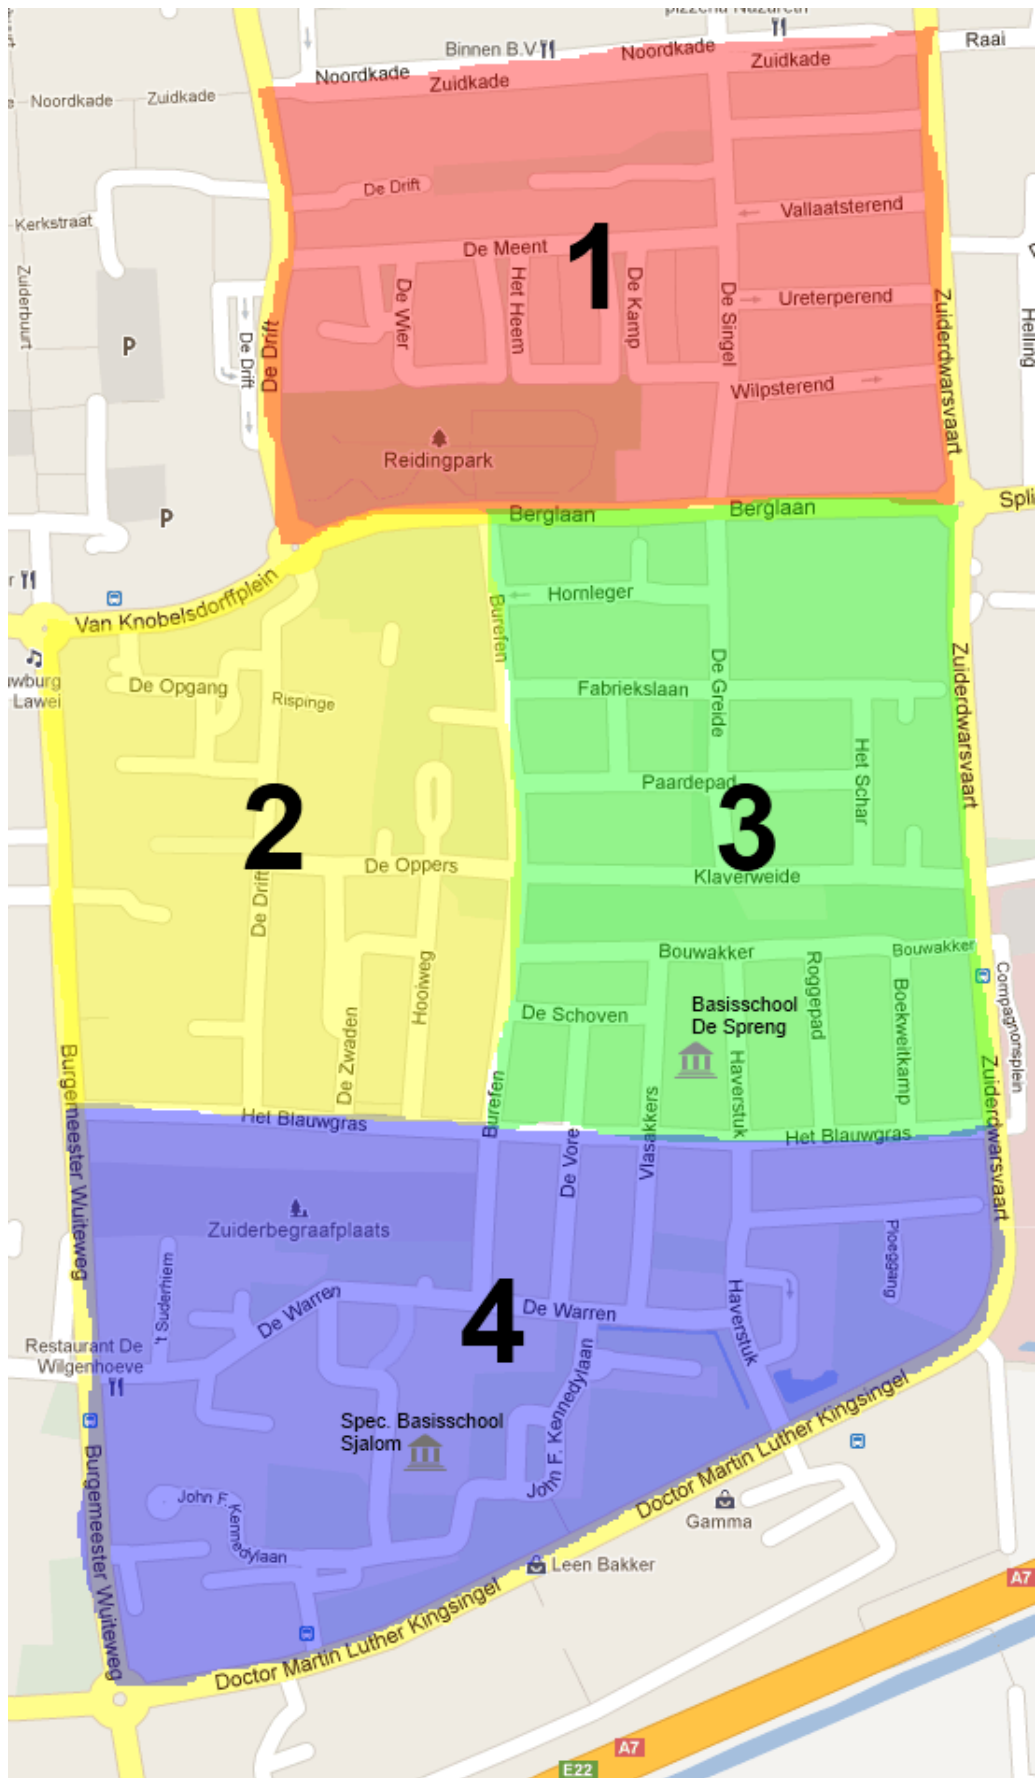 pizzeria Nazareth
Binnen B.V
Noordkade
Raai
Noordkade
Zuidkade
Zuidkade
Noordkade
Zuidkade
De Drift
Vallaatsterend
Kerkstraat
De Meent
1
Zuiderbuurt
De Wier
Het Heem
De Kamp
De Singel
Ureterperend
Zuiderdwarsvaart
Helling
P
De Drift
De Drift
Wilpsterend
Reidingpark
P
Berglaan
Berglaan
Spli
r
Van Knobelsdorffplein
Burefen
Hornleger
uwburg
Lawei
De Opgang
Rispinge
Fabriekslaan
De Greide
Zuiderdwarsvaart
Paardepad
Het Schar
2
3
De Oppers
Klaverweide
De Drift
Bouwakker
Bouwakker
Hooiweg
De Zwaden
De Schoven
Basisschool
De Spreng
Roggepad
Boekweitkamp
Compagnonsplein
Burgemeester Wuiteweg
Burefen
Vlasakkers
Haverstuk
Zuiderdwarsvaart
Het Blauwgras
De Vore
Het Blauwgras
Zuiderbegraafplaats
Ploeggang
't Suderhiem
De Warren
4
De Warren
Haverstuk
Restaurant De
Wilgenhoeve
Spec. Basisschool
Sjalom
John F. Kennedylaan
Doctor Martin Luther Kingsingel
Burgemeester Wuiteweg
John F. Kennedylaan
Gamma
Leen Bakker
A7
Doctor Martin Luther Kingsingel
A7
E22